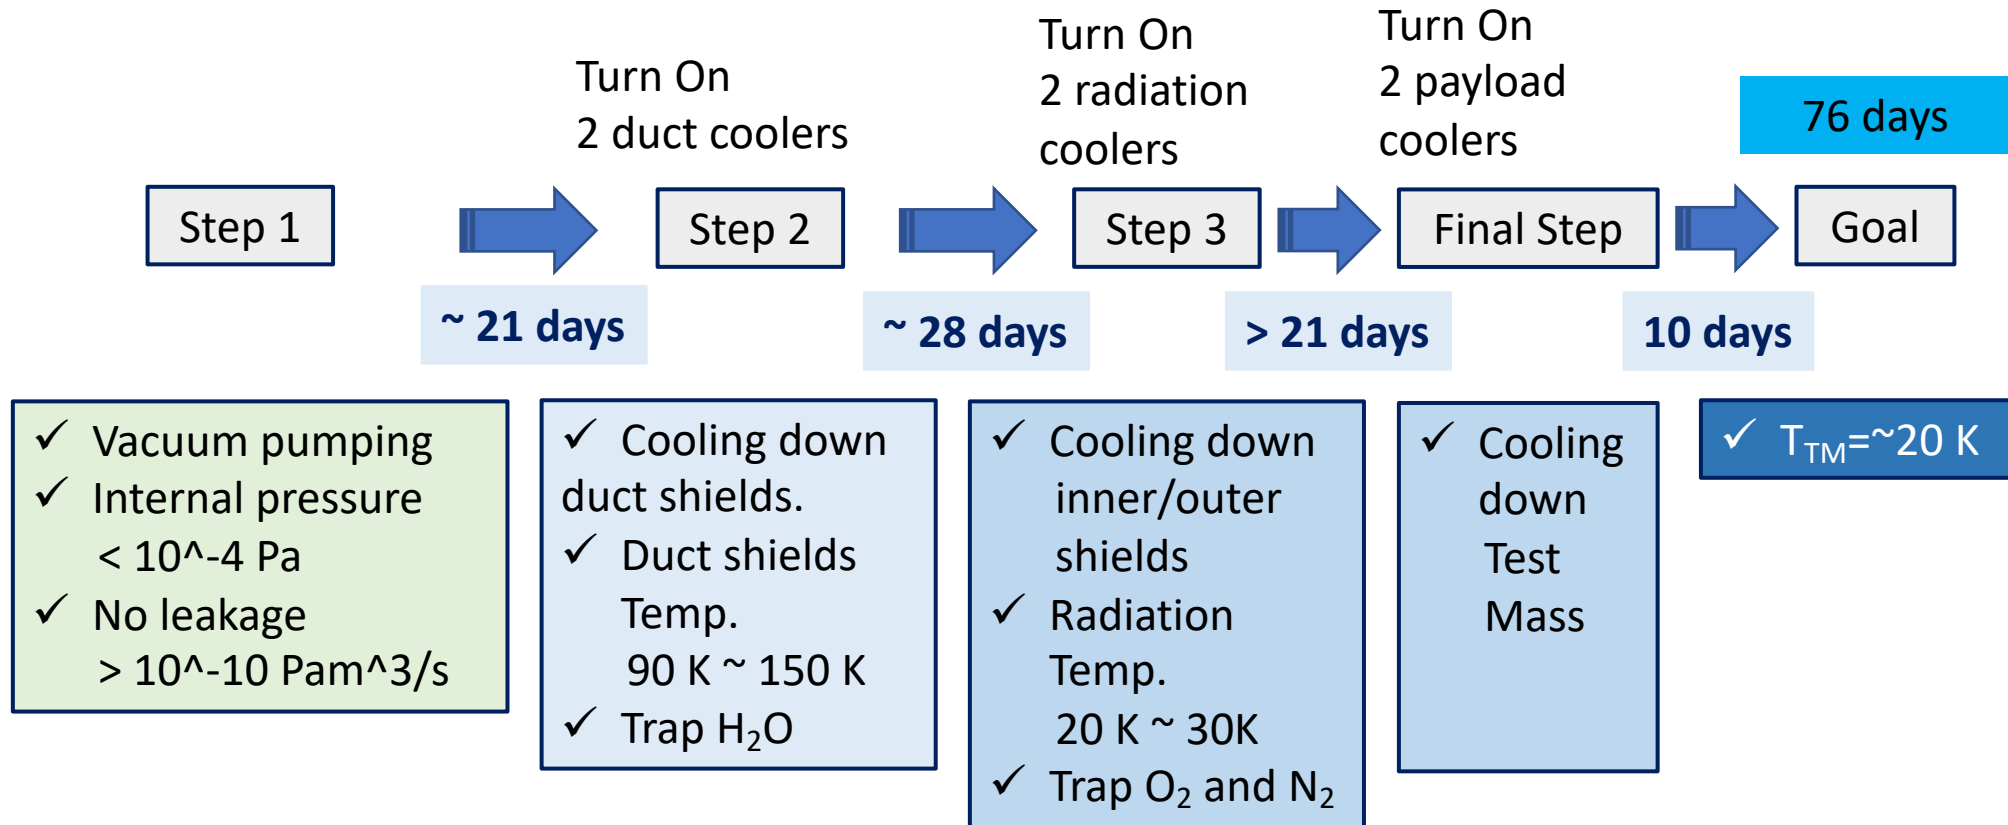 Turn On
2 duct coolers
Turn On
2 radiation
coolers
Turn On
2 payload
coolers
76 days
Step 1
Step 2
Step 3
Final Step
Goal
~ 21 days
~ 28 days
> 21 days
10 days
✓ Vacuum pumping
✓ Internal pressure
< 10^-4 Pa
✓ No leakage
> 10^-10 Pam^3/s
✓ Cooling down
duct shields.
✓ Duct shields
Temp.
90 K ~ 150 K
✓ Trap H₂O
✓ Cooling down
inner/outer
shields
✓ Radiation
Temp.
20 K ~ 30K
✓ Trap O₂ and N₂
✓ Cooling
down
Test
Mass
✓ T_TM=~20 K